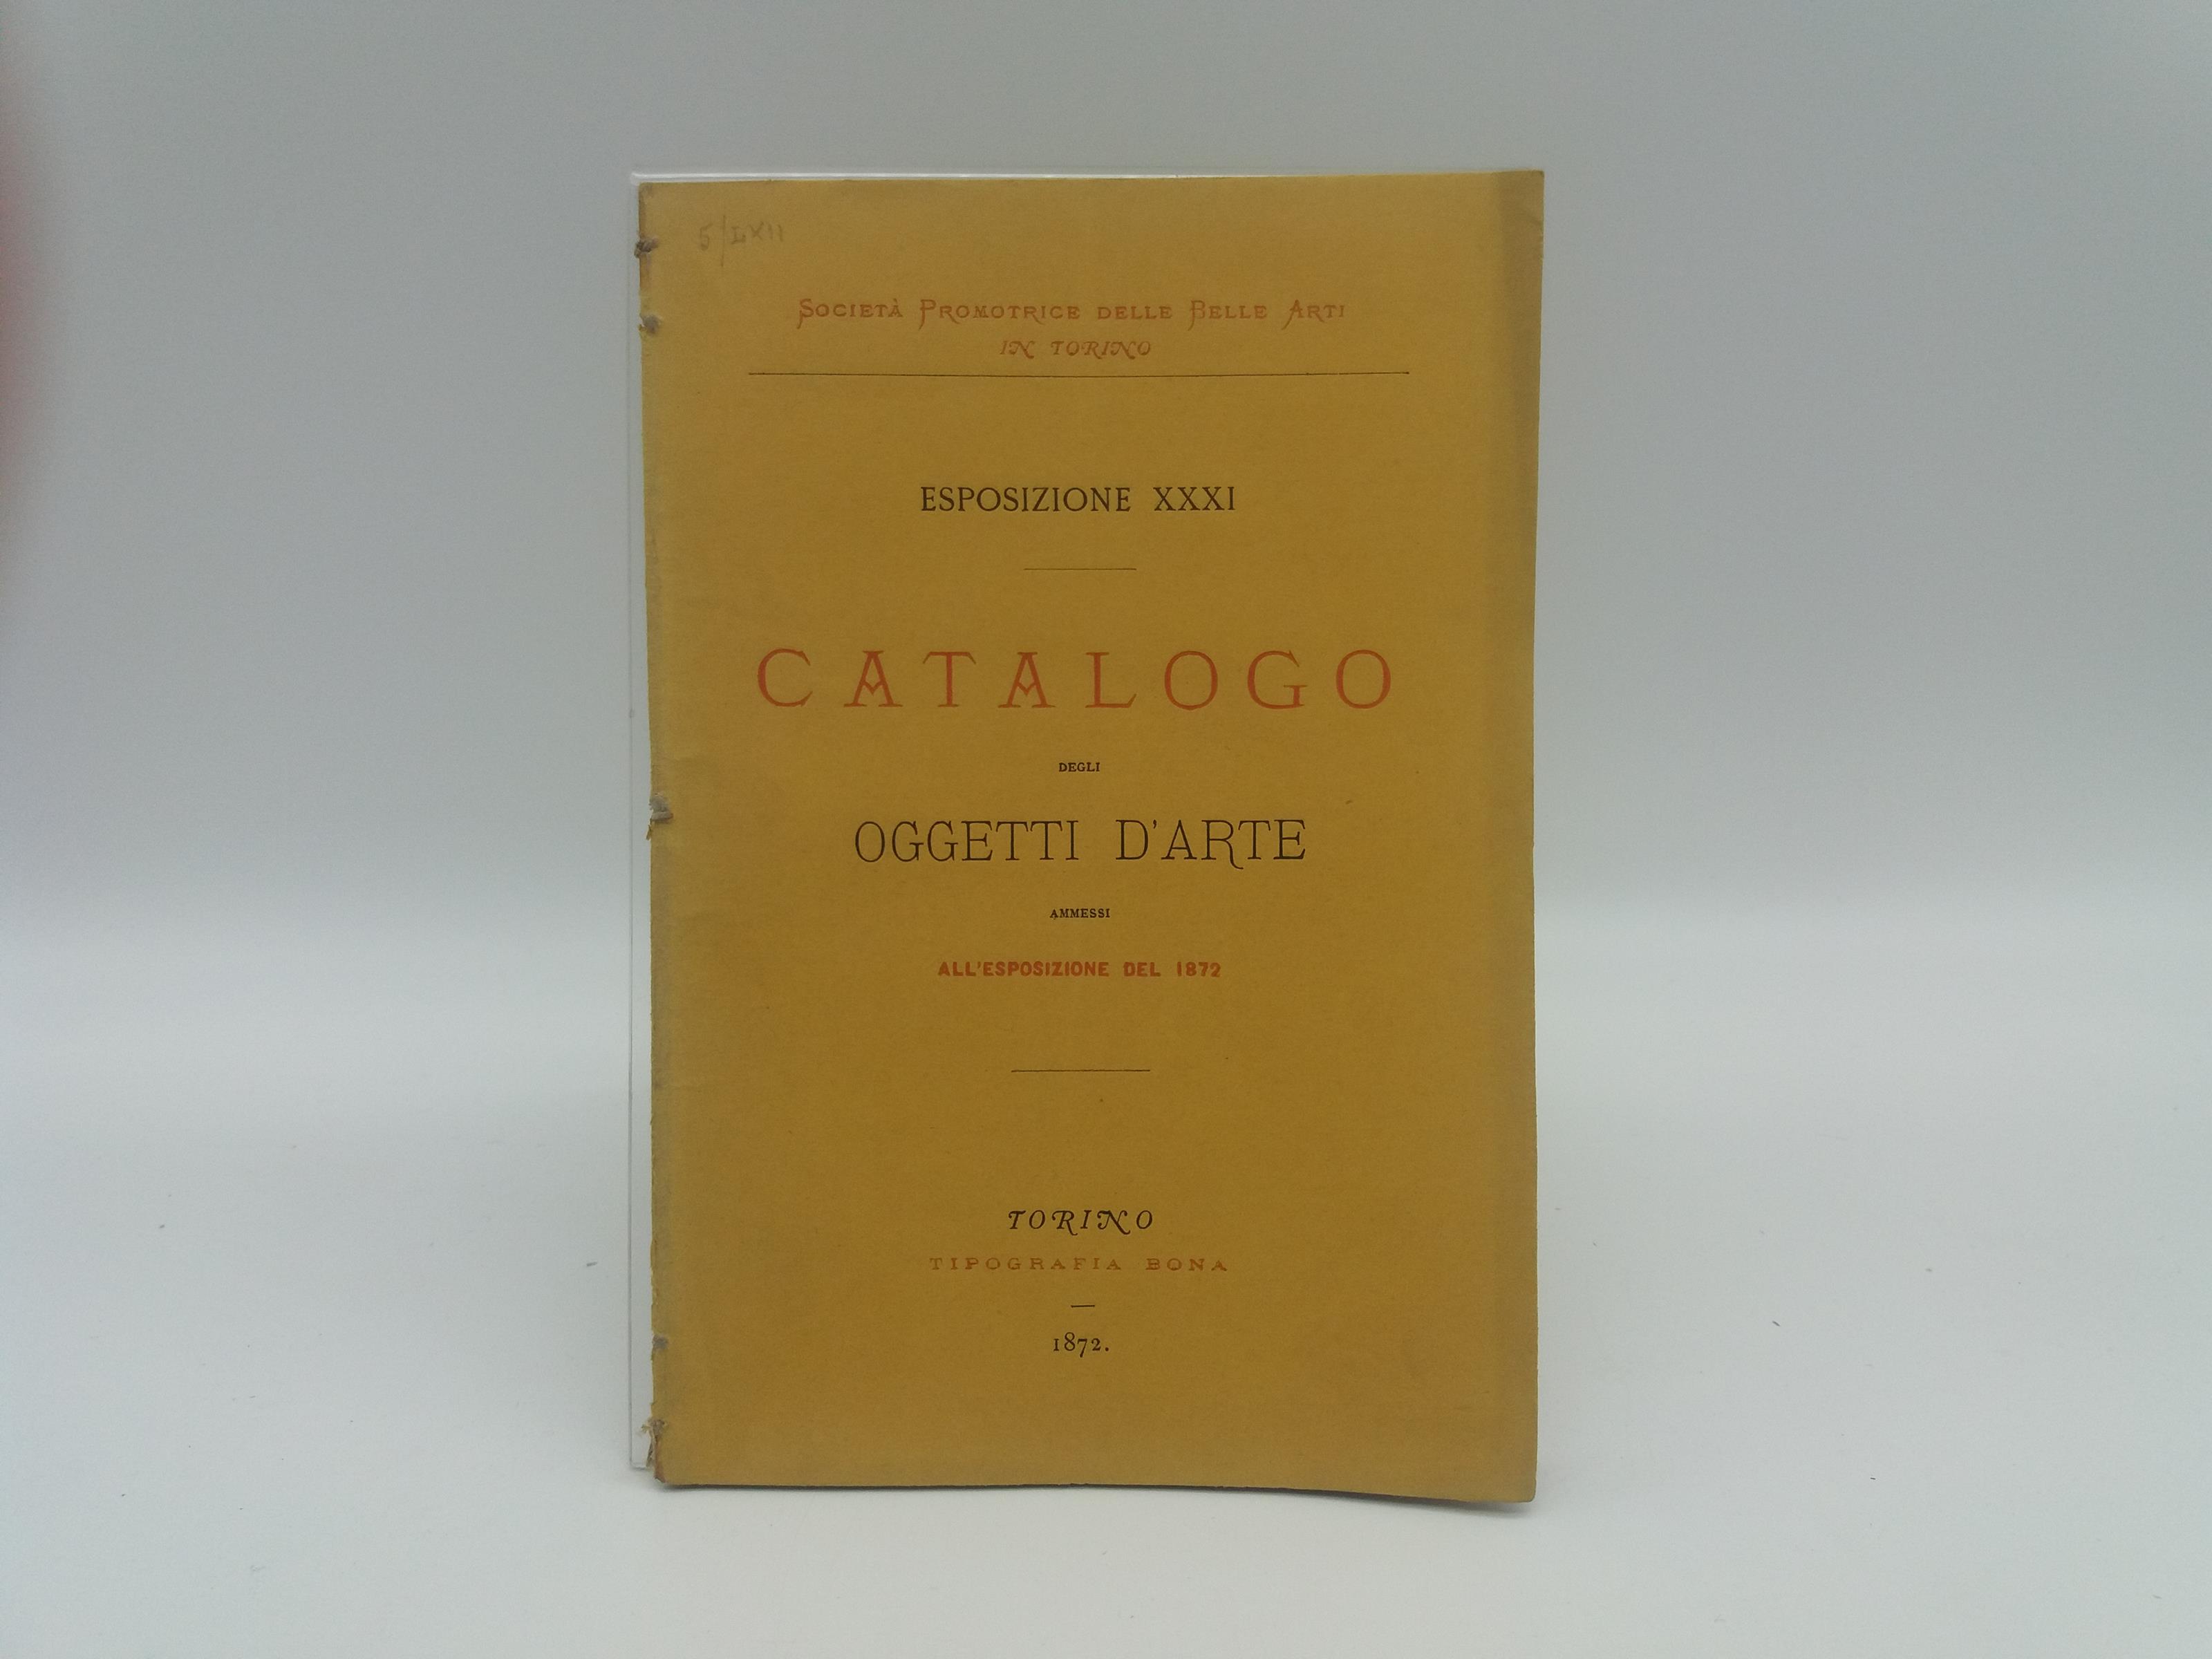 5/LXII
SOCIETÀ PROMOTRICE DELLE BELLE ARTI
IN TORINO
ESPOSIZIONE XXXI
CATALOGO
DEGLI
OGGETTI D'ARTE
AMMESSI
ALL'ESPOSIZIONE DEL 1872
TORINO
TIPOGRAFIA BONA
1872.